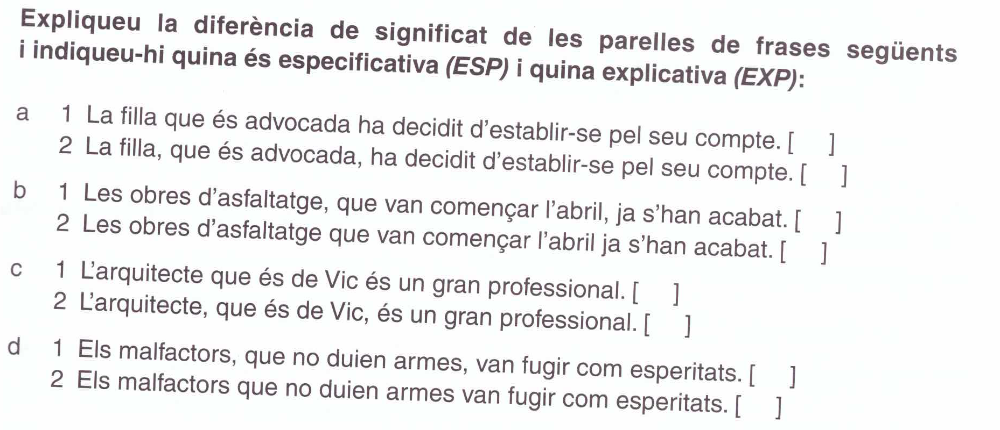 Expliqueu la diferència de significat de les parelles de frases següents
i indiqueu-hi quina és especificativa (ESP) i quina explicativa (EXP):
a 1 La filla que és advocada ha decidit d'establir-se pel seu compte. [ ]
2 La filla, que és advocada, ha decidit d'establir-se pel seu compte. [ ]
b 1 Les obres d'asfaltatge, que van començar l'abril, ja s'han acabat. [ ]
2 Les obres d'asfaltatge que van començar l'abril ja s'han acabat. [ ]
c 1 L'arquitecte que és de Vic és un gran professional. [ ]
2 L'arquitecte, que és de Vic, és un gran professional. [ ]
d 1 Els malfactors, que no duien armes, van fugir com esperitats. [ ]
2 Els malfactors que no duien armes van fugir com esperitats. [ ]